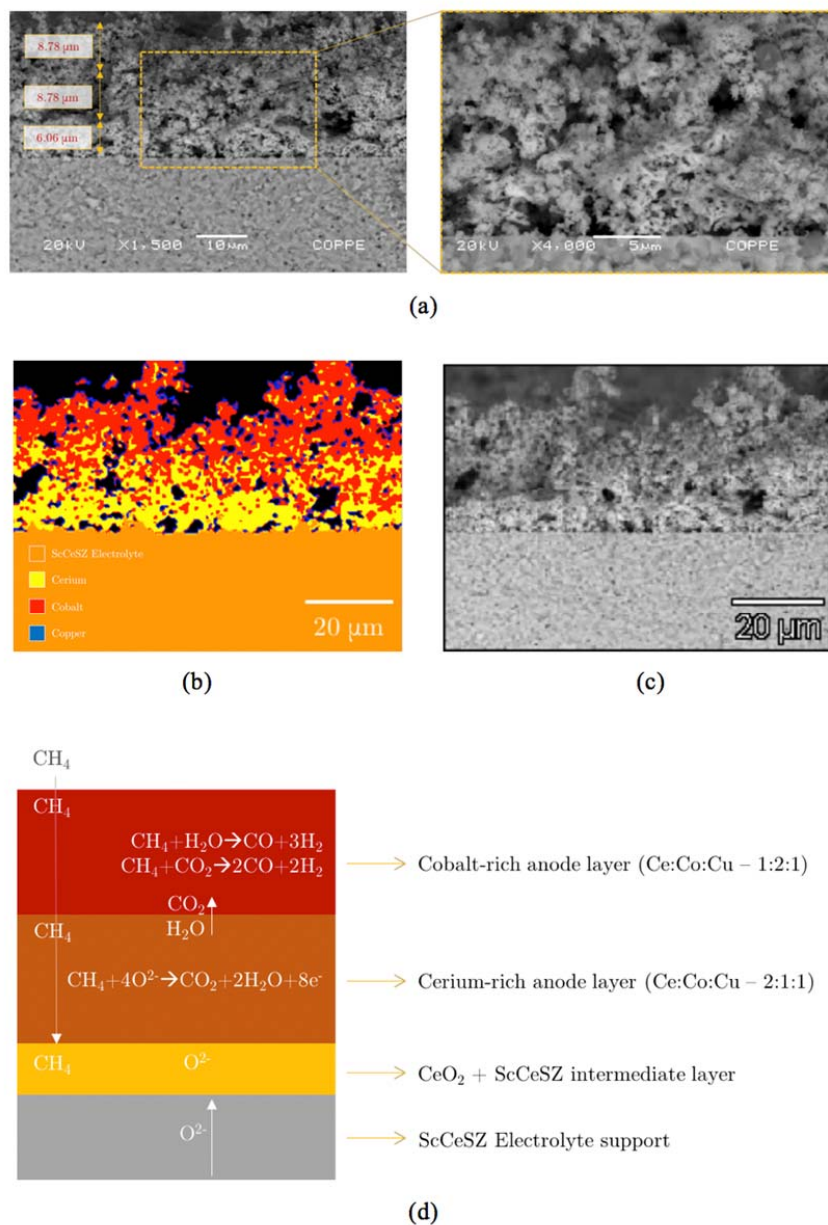 8.78 μm
8.78 μm
6.06 μm
20kV X1,500 10μm COPPE
20kV X4,000 5μm COPPE
(a)
ScCeSZ Electrolyte
Cerium
Cobalt
Copper
20 μm
20 μm
(b)
(c)
CH₄
CH₄
CH₄+H₂O→CO+3H₂
CH₄+CO₂→2CO+2H₂
Cobalt-rich anode layer (Ce:Co:Cu – 1:2:1)
CO₂
CH₄
H₂O
CH₄+4O²⁻→CO₂+2H₂O+8e⁻
Cerium-rich anode layer (Ce:Co:Cu – 2:1:1)
CH₄
O²⁻
CeO₂ + ScCeSZ intermediate layer
O²⁻
ScCeSZ Electrolyte support
(d)